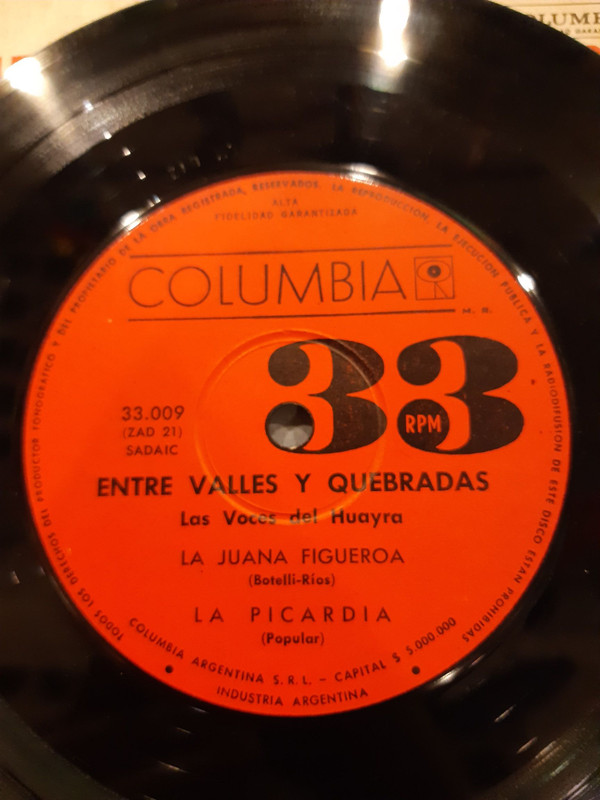 COLUMB
TODOS LOS DERECHOS DEL PRODUCTOR FONOGRAFICO Y DEL PROPIETARIO DE LA OBRA REGISTRADA, RESERVADOS. LA REPRODUCCION, LA EJECUCION PUBLICA Y LA RADIODIFUSION DE ESTE DISCO ESTAN PROHIBIDAS
ALTA
FIDELIDAD GARANTIZADA
COLUMBIA
M. R.
33
RPM
33.009
(ZAD 21)
SADAIC
ENTRE VALLES Y QUEBRADAS
Las Voces del Huayra
LA JUANA FIGUEROA
(Botelli-Ríos)
LA PICARDIA
(Popular)
COLUMBIA ARGENTINA S.R.L. - CAPITAL $ 5.000.000
INDUSTRIA ARGENTINA